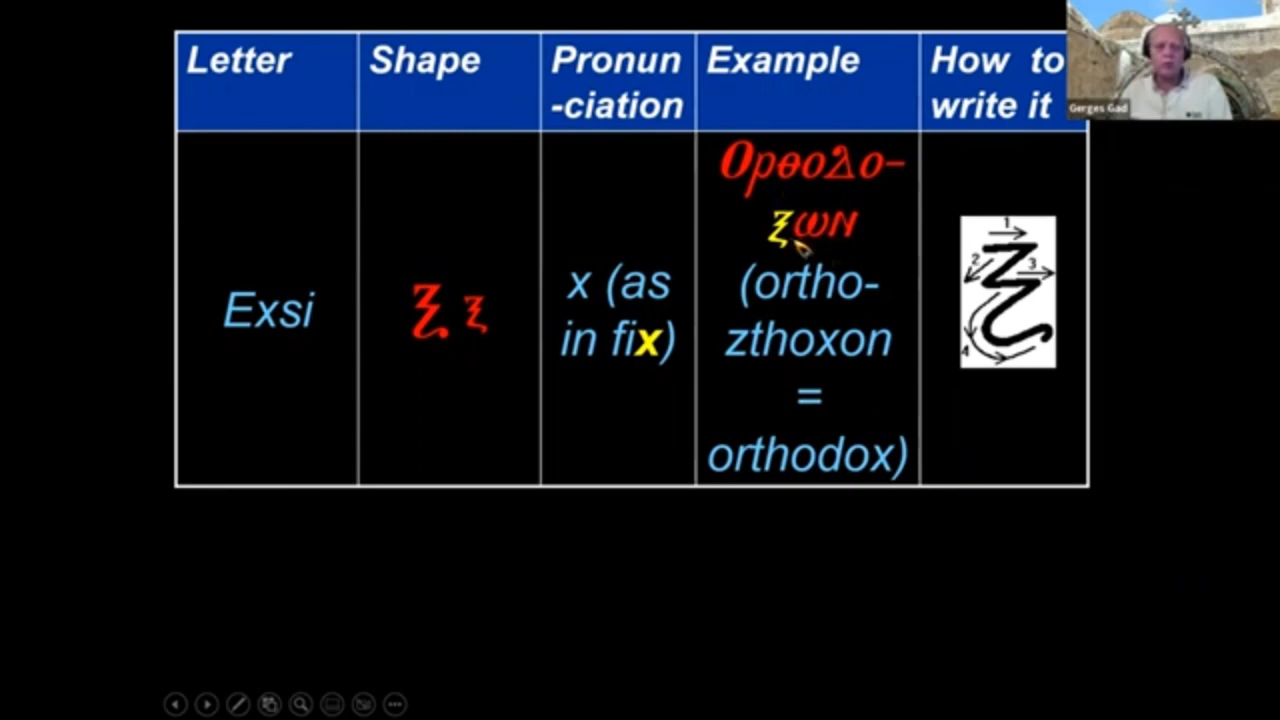 Letter
Shape
Pronun
-ciation
Example
How to
write it
Exsi
Ⲝ ⲝ
x (as
in fix)
Ⲟⲣⲑⲟⲇⲟ-
ⲝⲱⲛ
(ortho-
zthoxon
=
orthodox)
1
2
3
4
Gerges Gad